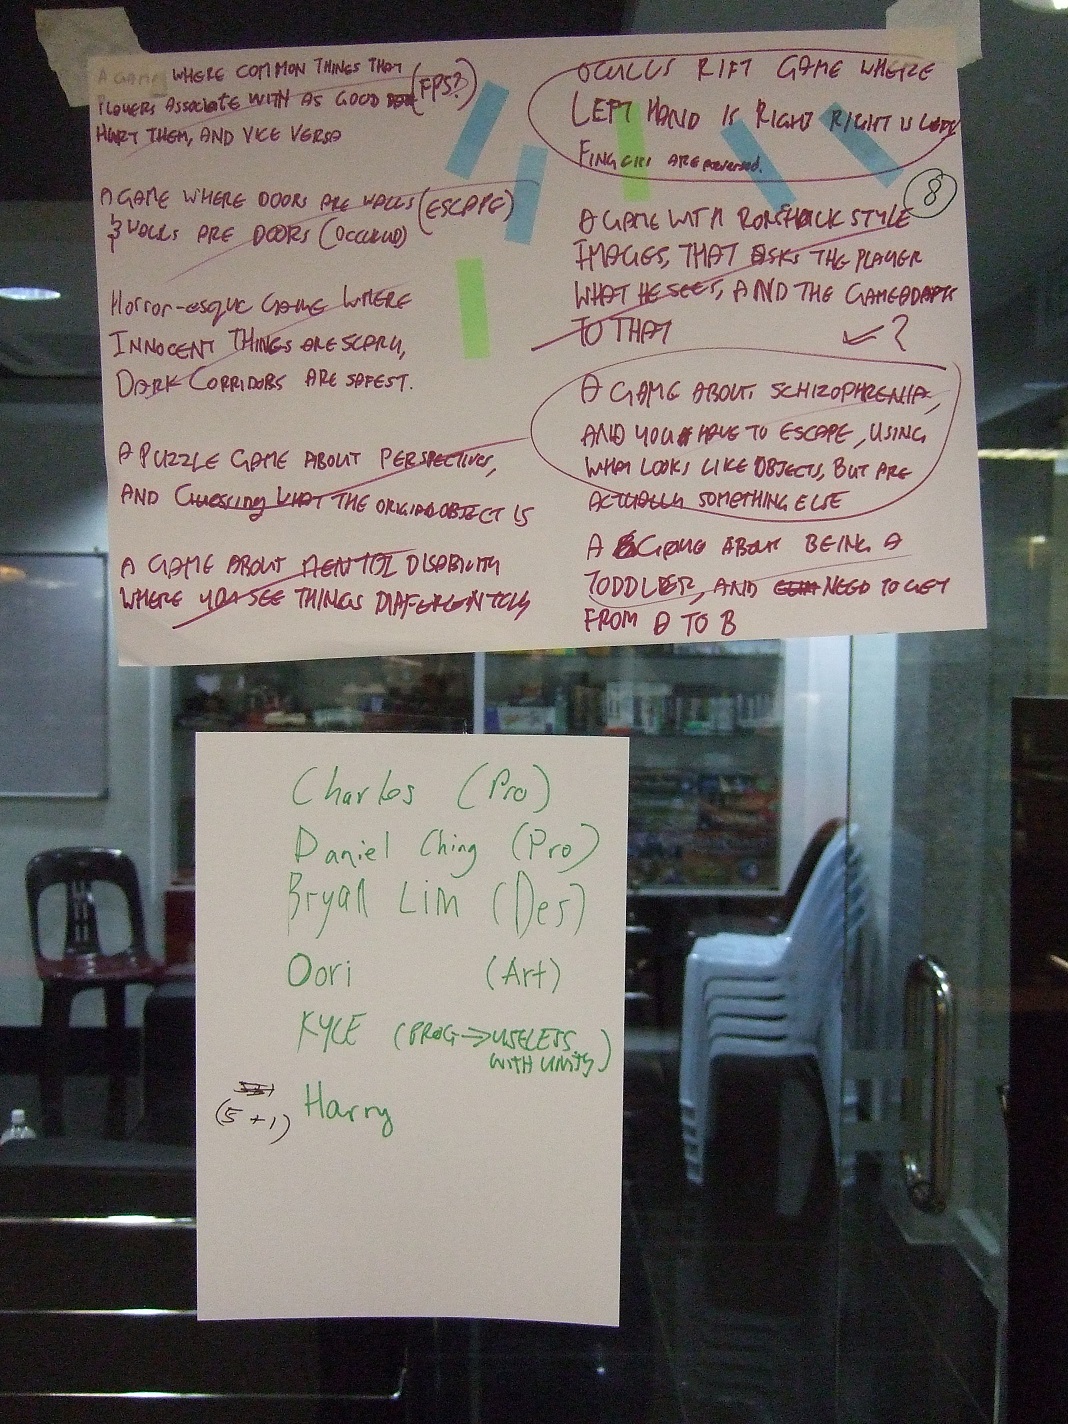 A GAME WHERE COMMON THINGS THAT
PLAYERS ASSOCIATE WITH AS GOOD (FPS?)
HURT THEM, AND VICE VERSA
A GAME WHERE DOORS ARE WALLS (ESCAPE)
& WALLS ARE DOORS
Horror-esque GAME WHERE
INNOCENT THINGS ARE SCARY,
DARK CORRIDORS ARE SAFEST.
A PUZZLE GAME ABOUT PERSPECTIVES,
AND Guessing WHAT THE ORIGINAL OBJECT IS
A GAME ABOUT MENTAL DISABILITY
WHERE YOU SEE THINGS DIFFERENTLY
OCULUS RIFT GAME WHERE
LEFT HAND IS RIGHT RIGHT IS LEFT
FINGERS ARE reversed.
8
A GAME WITH RORSHACK STYLE
IMAGES, THAT ASKS THE PLAYER
WHAT HE SEES, AND THE GAME ADAPTS
TO THAT
?
A GAME ABOUT SCHIZOPHRENIA,
AND YOU HAVE TO ESCAPE, USING
WHAT LOOKS LIKE OBJECTS, BUT ARE
ACTUALLY SOMETHING ELSE
A GAME ABOUT BEING A
TODDLER, AND NEED TO GET
FROM A TO B
Charles (Pro)
Daniel Ching (Pro)
Bryan Lim (Des)
Oori (Art)
KYLE (PROG → USELESS
WITH UNITY)
(5+1) Harry